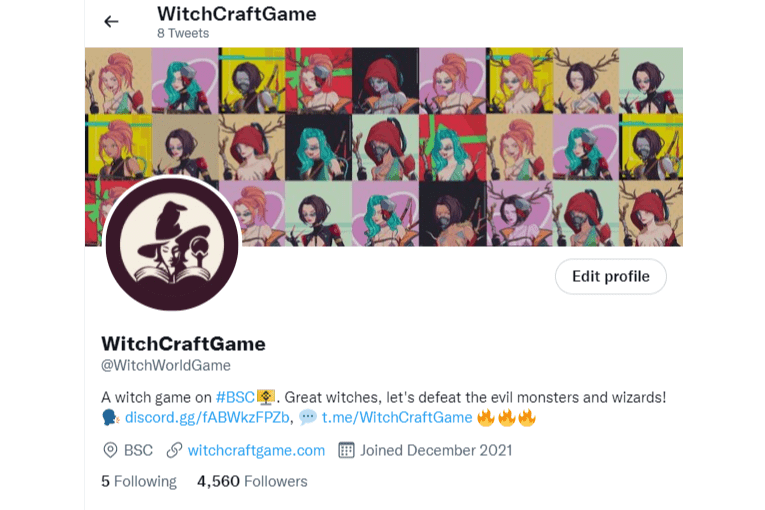 WitchCraftGame
8 Tweets
Edit profile
WitchCraftGame
@WitchWorldGame
A witch game on #BSC. Great witches, let's defeat the evil monsters and wizards!
🗣 discord.gg/fABWkzFPZb, 💬 t.me/WitchCraftGame 🔥🔥🔥
BSC witchcraftgame.com Joined December 2021
5 Following 4,560 Followers